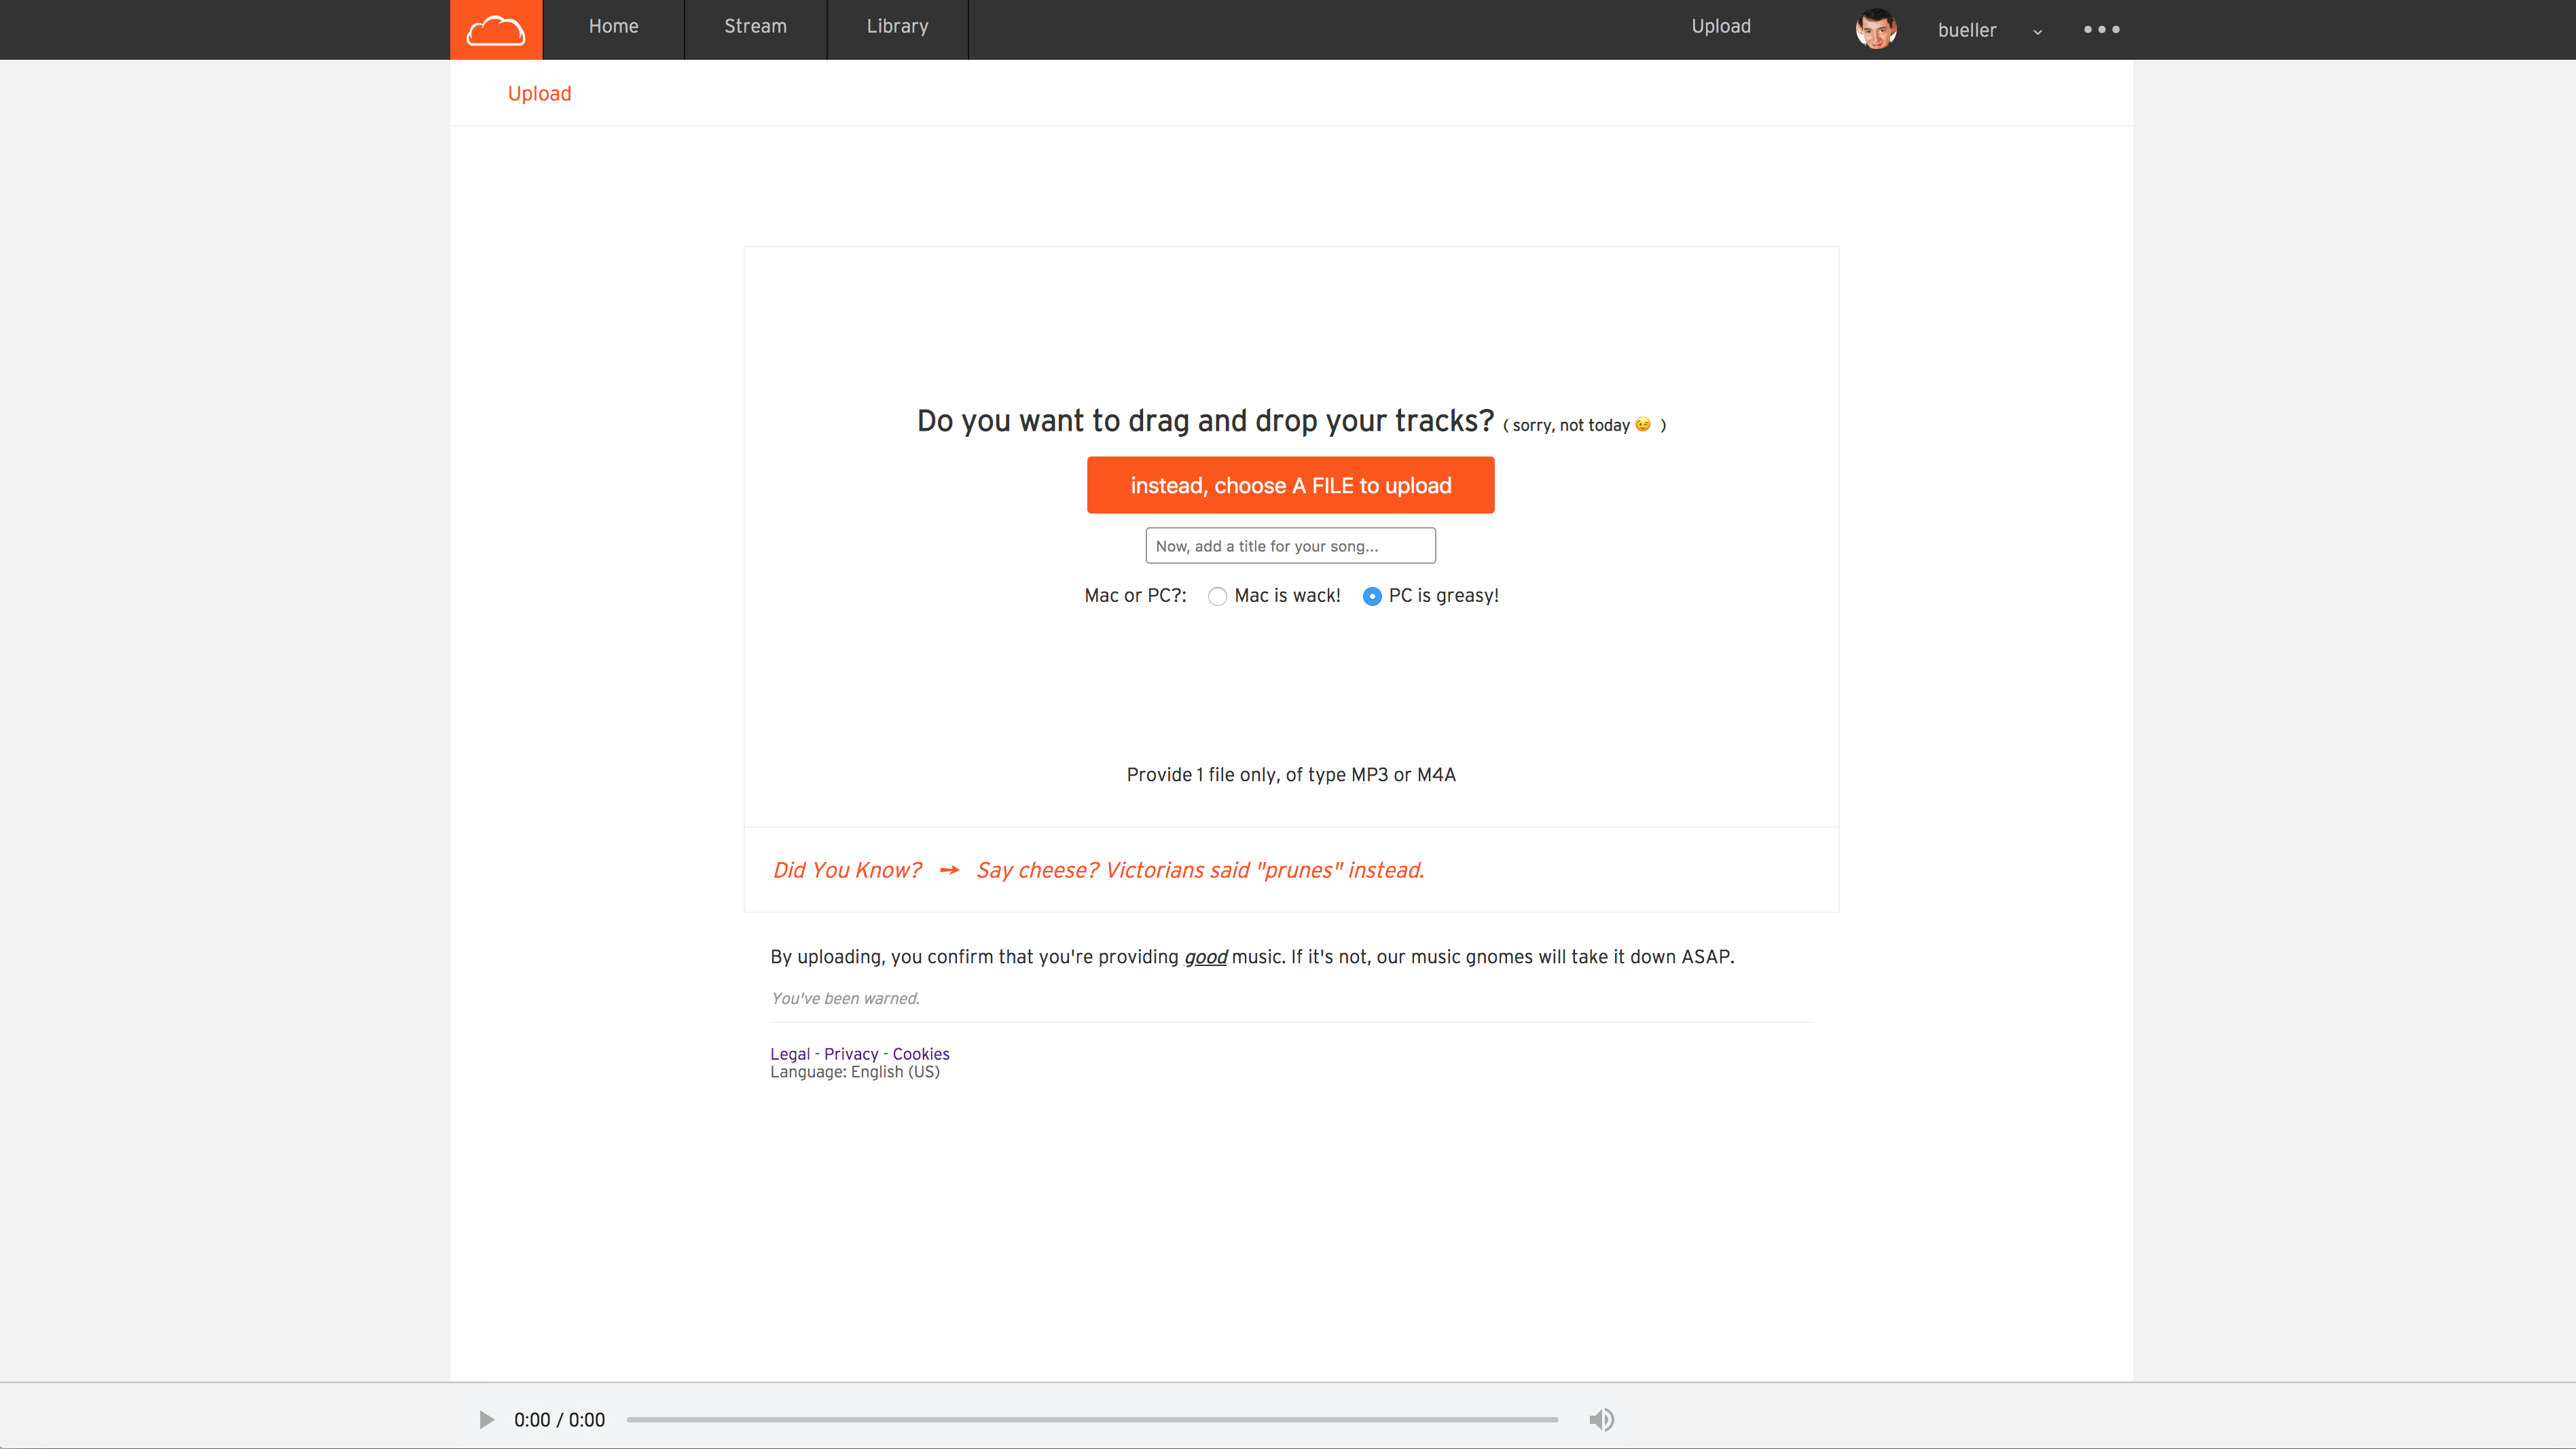 Home Stream Library Upload bueller
Upload
Do you want to drag and drop your tracks? ( sorry, not today 😉 )
instead, choose A FILE to upload
Now, add a title for your song...
Mac or PC?: Mac is wack! PC is greasy!
Provide 1 file only, of type MP3 or M4A
Did You Know? ➙ Say cheese? Victorians said "prunes" instead.
By uploading, you confirm that you're providing good music. If it's not, our music gnomes will take it down ASAP.
You've been warned.
Legal - Privacy - Cookies
Language: English (US)
0:00 / 0:00